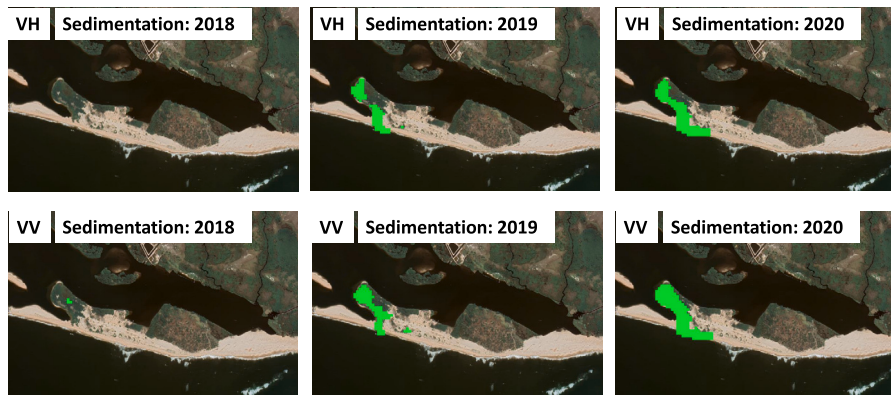 VH Sedimentation: 2018
VH Sedimentation: 2019
VH Sedimentation: 2020
VV Sedimentation: 2018
VV Sedimentation: 2019
VV Sedimentation: 2020